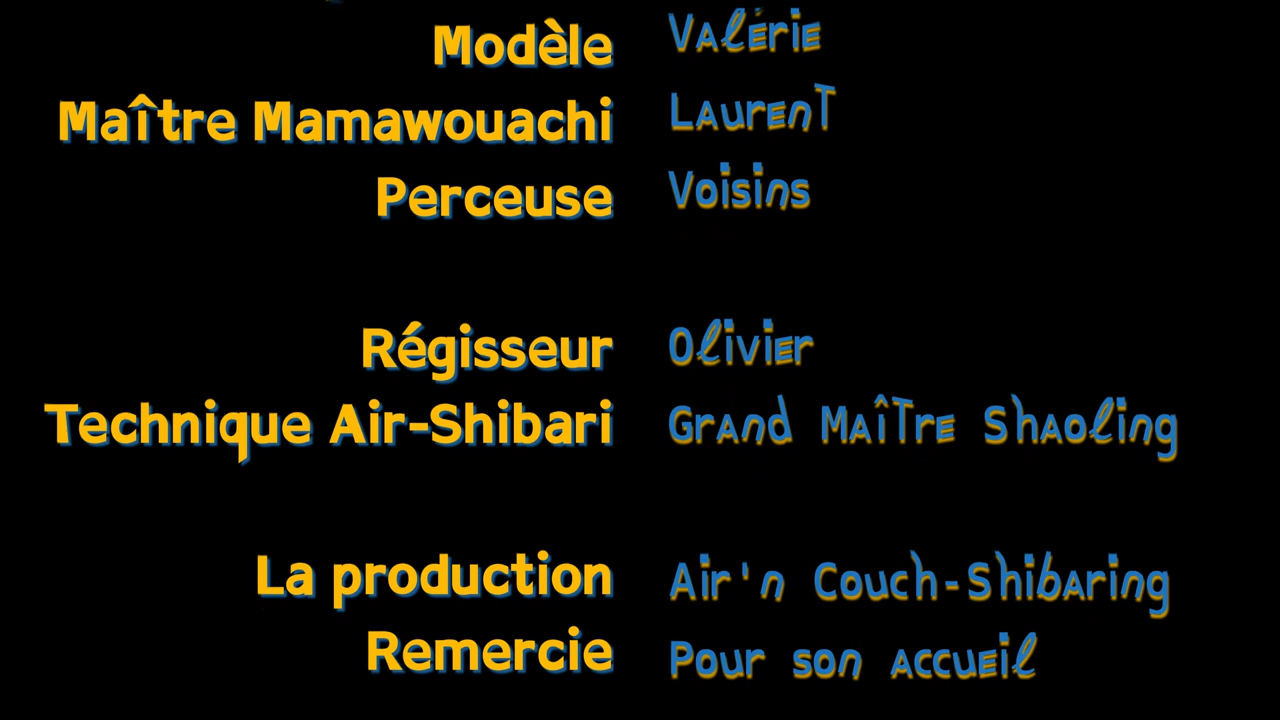 Modèle Valérie
Maître Mamawouachi Laurent
Perceuse Voisins
Régisseur Olivier
Technique Air-Shibari Grand Maître Shaoling
La production Air'n Couch-Shibaring
Remercie Pour son accueil